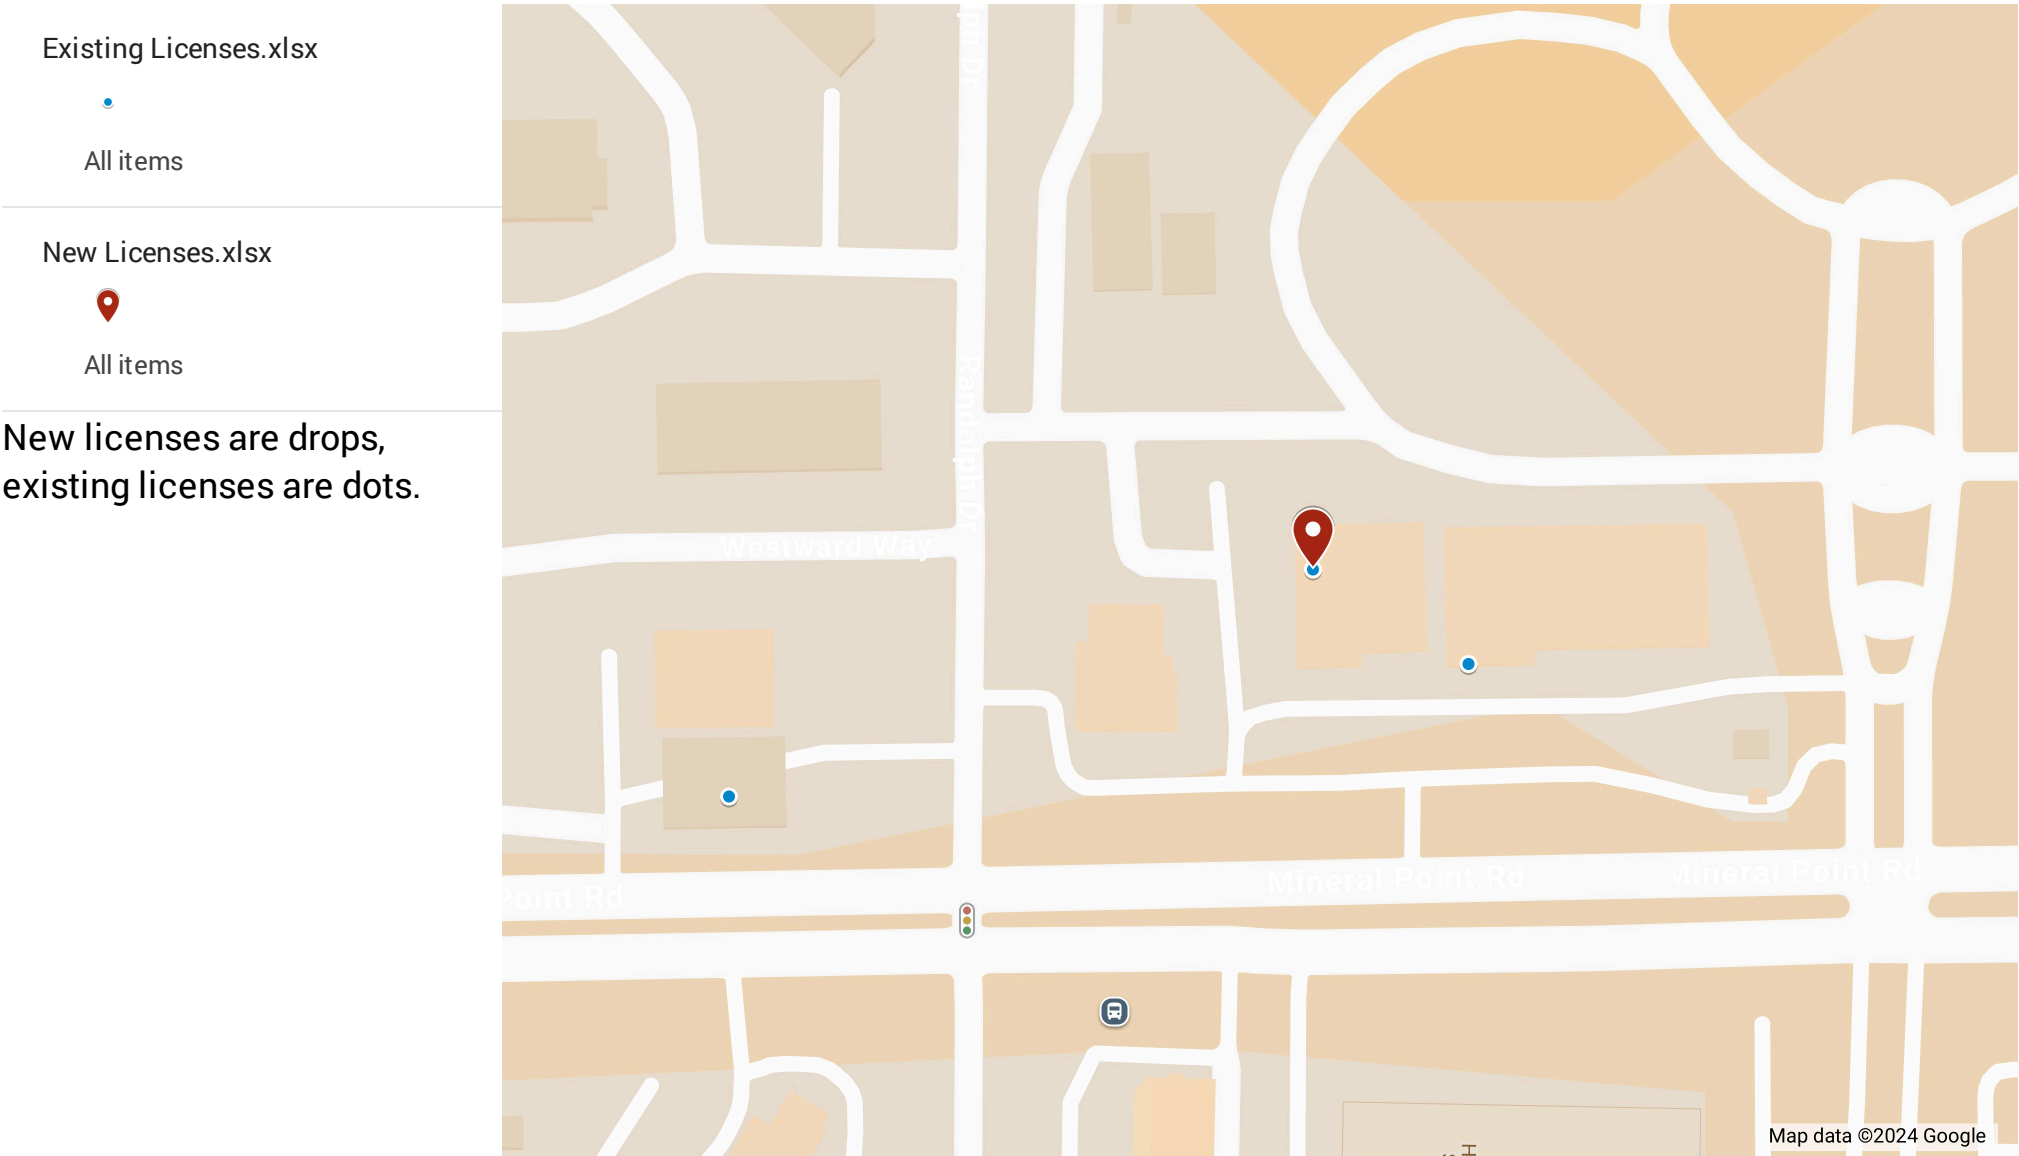 Existing Licenses.xlsx
All items
New Licenses.xlsx
All items
New licenses are drops,
existing licenses are dots.
Randolph Dr
Westward Way
Point Rd
Mineral Point Rd
Mineral Point Rd
Map data ©2024 Google